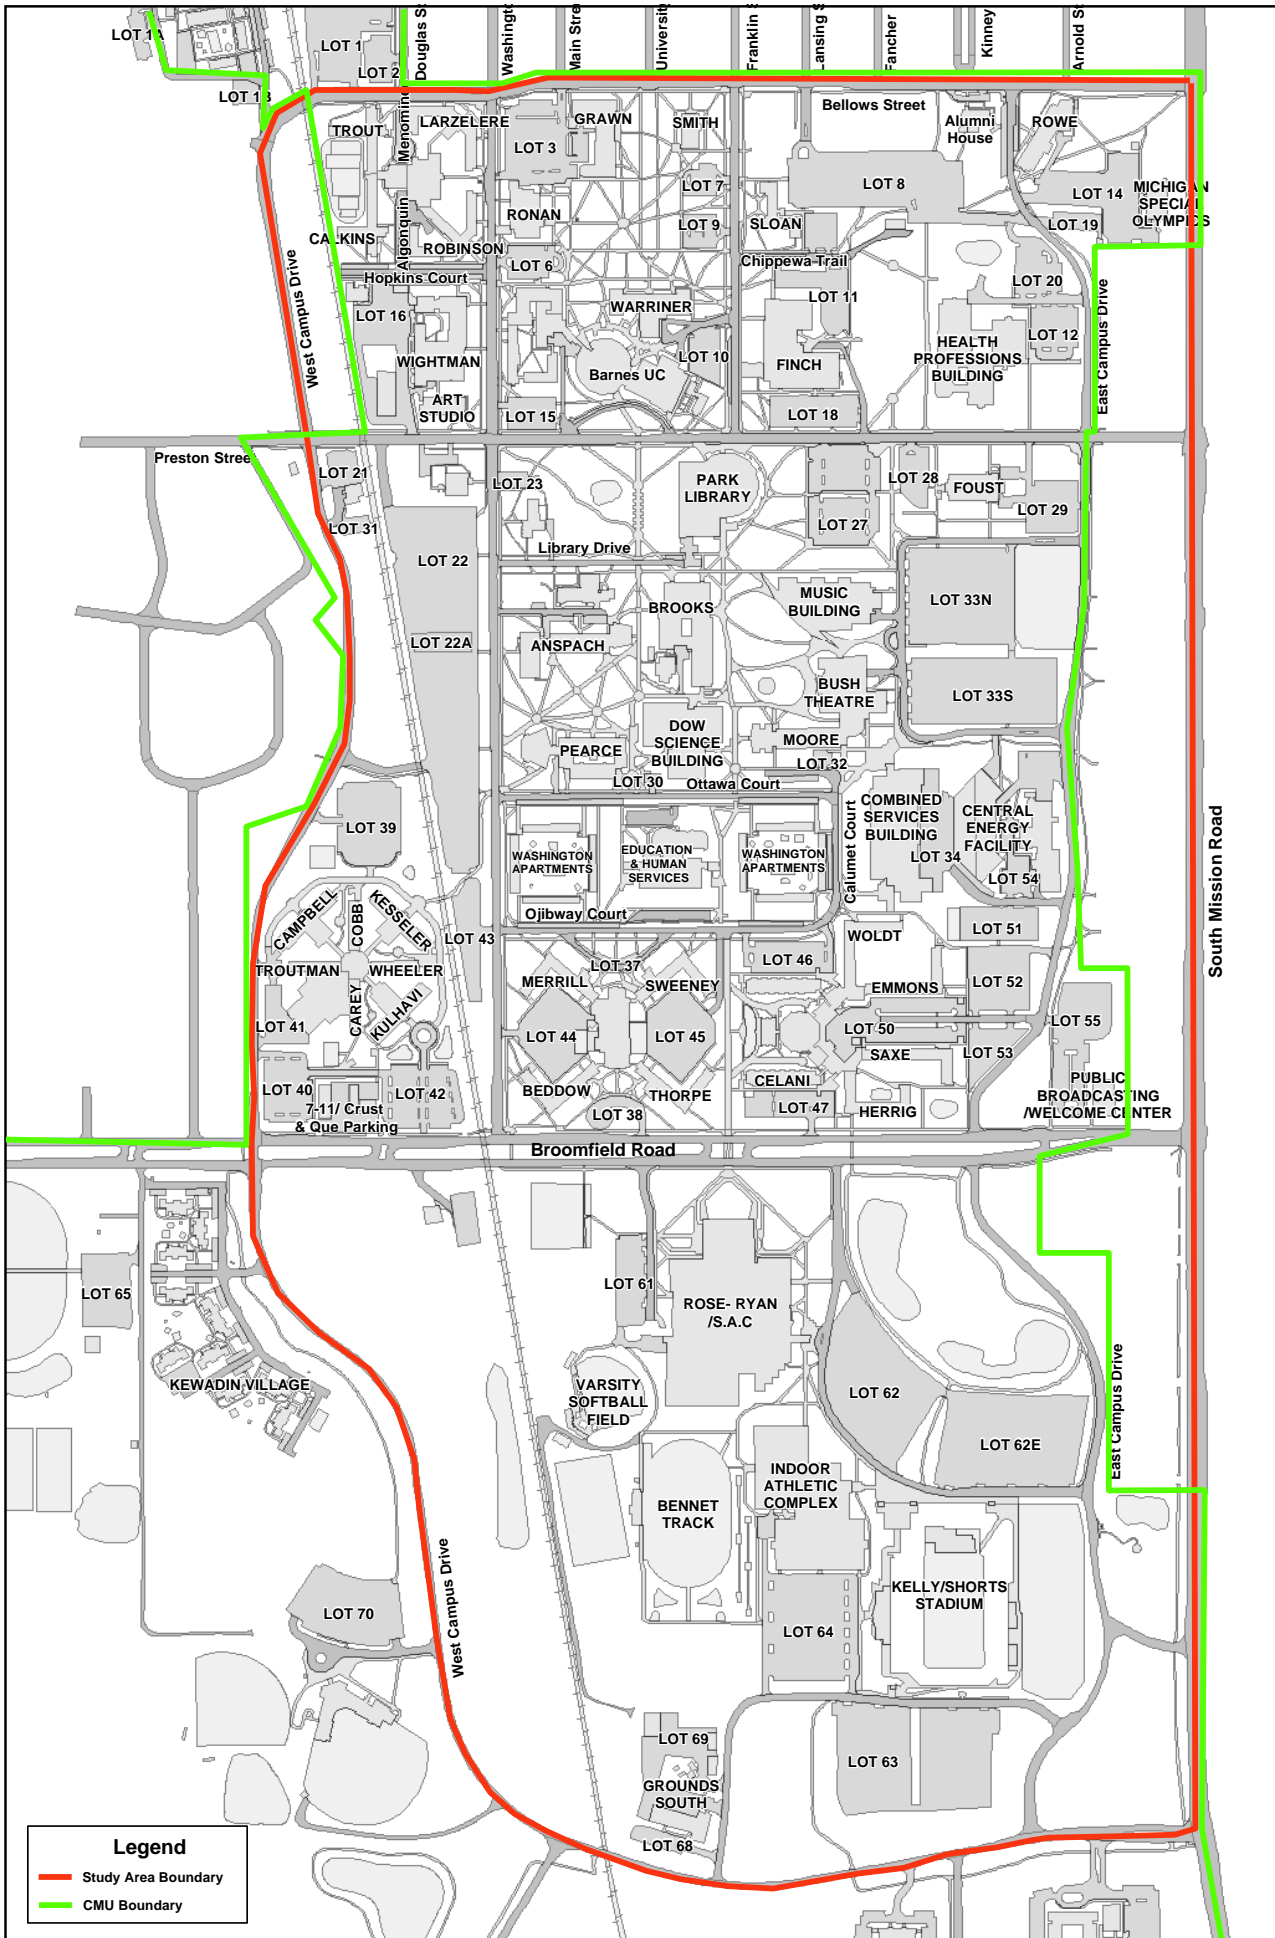 LOT 1A
LOT 1
LOT 2
LOT 1B
Douglas St
Washingto
Main Stree
University
Franklin S
Lansing S
Fancher
Kinney
Arnold St
Bellows Street
TROUT
Menomine
LARZELERE
GRAWN
SMITH
Alumni
House
ROWE
LOT 3
LOT 7
LOT 8
LOT 14
MICHIGAN
SPECIAL
OLYMPICS
RONAN
LOT 9
SLOAN
LOT 19
CALKINS
Algonquin
ROBINSON
LOT 6
Chippewa Trail
Hopkins Court
LOT 20
LOT 16
WARRINER
LOT 11
West Campus Drive
East Campus Drive
LOT 12
HEALTH
PROFESSIONS
BUILDING
WIGHTMAN
Barnes UC
LOT 10
FINCH
ART
STUDIO
LOT 15
LOT 18
Preston Street
LOT 21
LOT 23
PARK
LIBRARY
LOT 28
FOUST
LOT 29
LOT 31
LOT 27
LOT 22
Library Drive
BROOKS
MUSIC
BUILDING
LOT 33N
LOT 22A
ANSPACH
BUSH
THEATRE
LOT 33S
DOW
SCIENCE
BUILDING
PEARCE
MOORE
LOT 32
LOT 30
Ottawa Court
South Mission Road
LOT 39
COMBINED
SERVICES
BUILDING
CENTRAL
ENERGY
FACILITY
WASHINGTON
APARTMENTS
EDUCATION
& HUMAN
SERVICES
WASHINGTON
APARTMENTS
Calumet Court
LOT 34
LOT 54
CAMPBELL
COBB
KESSELER
Ojibway Court
LOT 51
LOT 43
WOLDT
LOT 46
TROUTMAN
WHEELER
LOT 37
MERRILL
SWEENEY
EMMONS
LOT 52
CAREY
KULHAVI
LOT 41
LOT 44
LOT 45
LOT 50
LOT 55
SAXE
LOT 53
LOT 40
LOT 42
BEDDOW
THORPE
CELANI
PUBLIC
BROADCASTING
/WELCOME CENTER
7-11/ Crust
& Que Parking
LOT 38
LOT 47
HERRIG
Broomfield Road
LOT 65
LOT 61
ROSE- RYAN
/S.A.C
KEWADIN VILLAGE
VARSITY
SOFTBALL
FIELD
LOT 62
East Campus Drive
LOT 62E
INDOOR
ATHLETIC
COMPLEX
BENNET
TRACK
West Campus Drive
KELLY/SHORTS
STADIUM
LOT 70
LOT 64
LOT 69
LOT 63
GROUNDS
SOUTH
LOT 68
Legend
Study Area Boundary
CMU Boundary